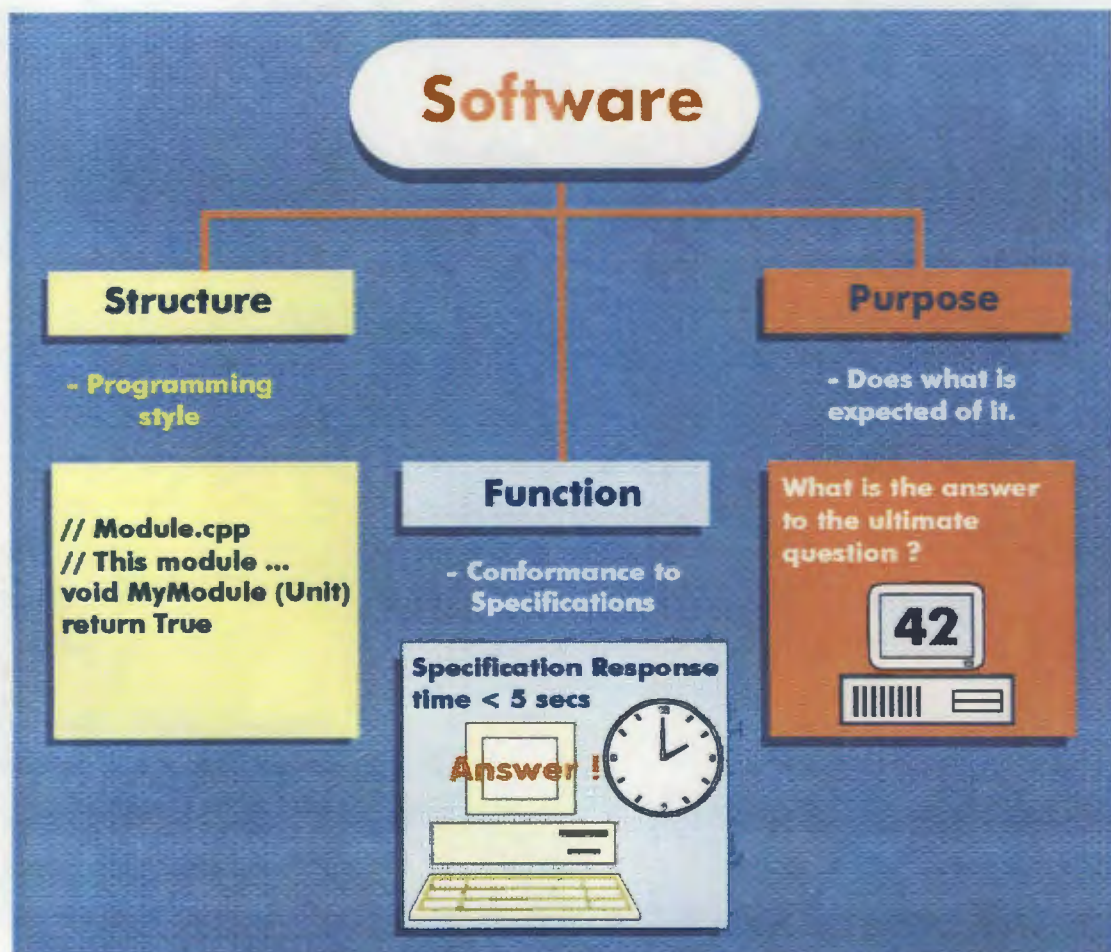 Software
Structure
- Programming
style
// Module.cpp
// This module ...
void MyModule (Unit)
return True
Function
- Conformance to
Specifications
Specification Response
time < 5 secs
Answer !
Purpose
- Does what is
expected of it.
What is the answer
to the ultimate
question ?
42